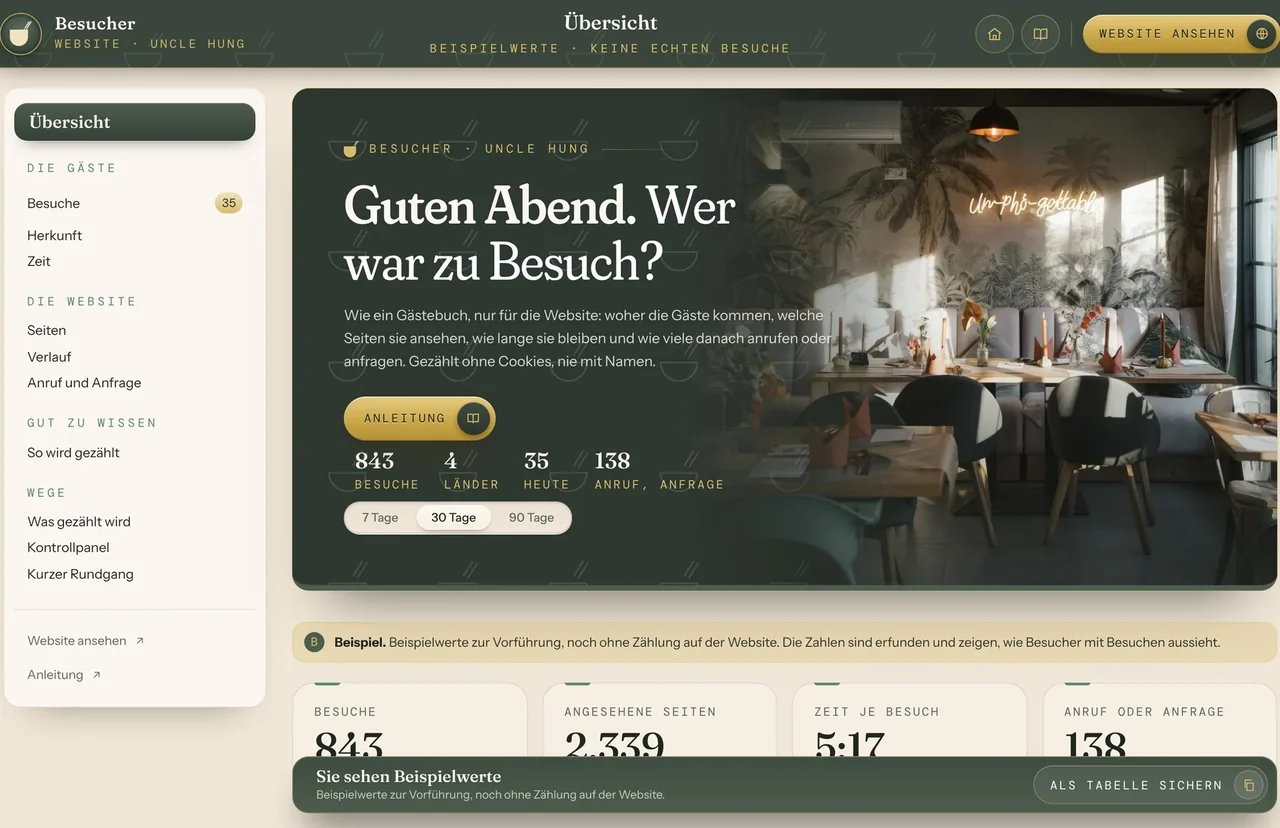 Besucher
WEBSITE · UNCLE HUNG
Übersicht
BEISPIELWERTE · KEINE ECHTEN BESUCHE
WEBSITE ANSEHEN
Übersicht
DIE GÄSTE
Besuche 35
Herkunft
Zeit
DIE WEBSITE
Seiten
Verlauf
Anruf und Anfrage
GUT ZU WISSEN
So wird gezählt
WEGE
Was gezählt wird
Kontrollpanel
Kurzer Rundgang
Website ansehen ↗
Anleitung ↗
BESUCHER · UNCLE HUNG
Guten Abend. Wer
war zu Besuch?
Wie ein Gästebuch, nur für die Website: woher die Gäste kommen, welche
Seiten sie ansehen, wie lange sie bleiben und wie viele danach anrufen oder
anfragen. Gezählt ohne Cookies, nie mit Namen.
ANLEITUNG
843 4 35 138
BESUCHE LÄNDER HEUTE ANRUF, ANFRAGE
7 Tage 30 Tage 90 Tage
Um-phở-gettable
B Beispiel. Beispielwerte zur Vorführung, noch ohne Zählung auf der Website. Die Zahlen sind erfunden und zeigen, wie Besucher mit Besuchen aussieht.
BESUCHE ANGESEHENE SEITEN ZEIT JE BESUCH ANRUF ODER ANFRAGE
843 2.339 5:17 138
Sie sehen Beispielwerte
Beispielwerte zur Vorführung, noch ohne Zählung auf der Website.
ALS TABELLE SICHERN